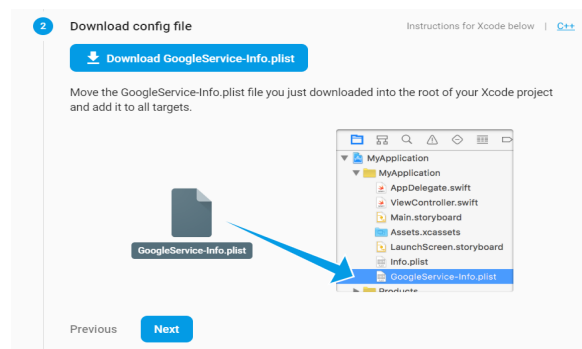 2
Download config file
Instructions for Xcode below | C++
Download GoogleService-Info.plist
Move the GoogleService-Info.plist file you just downloaded into the root of your Xcode project
and add it to all targets.
GoogleService-Info.plist
MyApplication
MyApplication
AppDelegate.swift
ViewController.swift
Main.storyboard
Assets.xcassets
LaunchScreen.storyboard
Info.plist
GoogleService-Info.plist
Products
Previous
Next